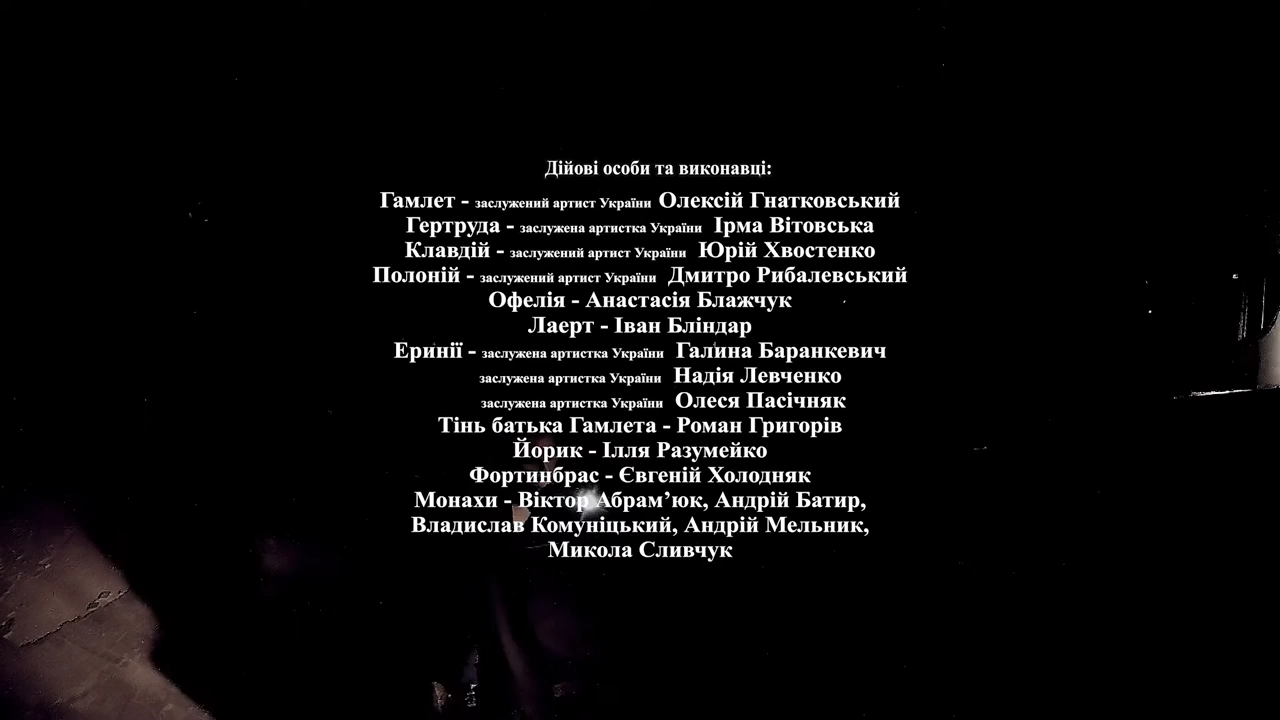 Дійові особи та виконавці:
Гамлет - заслужений артист України Олексій Гнатковський
Гертруда - заслужена артистка України Ірма Вітовська
Клавдій - заслужений артист України Юрій Хвостенко
Полоній - заслужений артист України Дмитро Рибалевський
Офелія - Анастасія Блажчук
Лаерт - Іван Бліндар
Еринії - заслужена артистка України Галина Баранкевич
заслужена артистка України Надія Левченко
заслужена артистка України Олеся Пасічняк
Тінь батька Гамлета - Роман Григорів
Йорик - Ілля Разумейко
Фортинбрас - Євгеній Холодняк
Монахи - Віктор Абрам’юк, Андрій Батир,
Владислав Комуніцький, Андрій Мельник,
Микола Сливчук